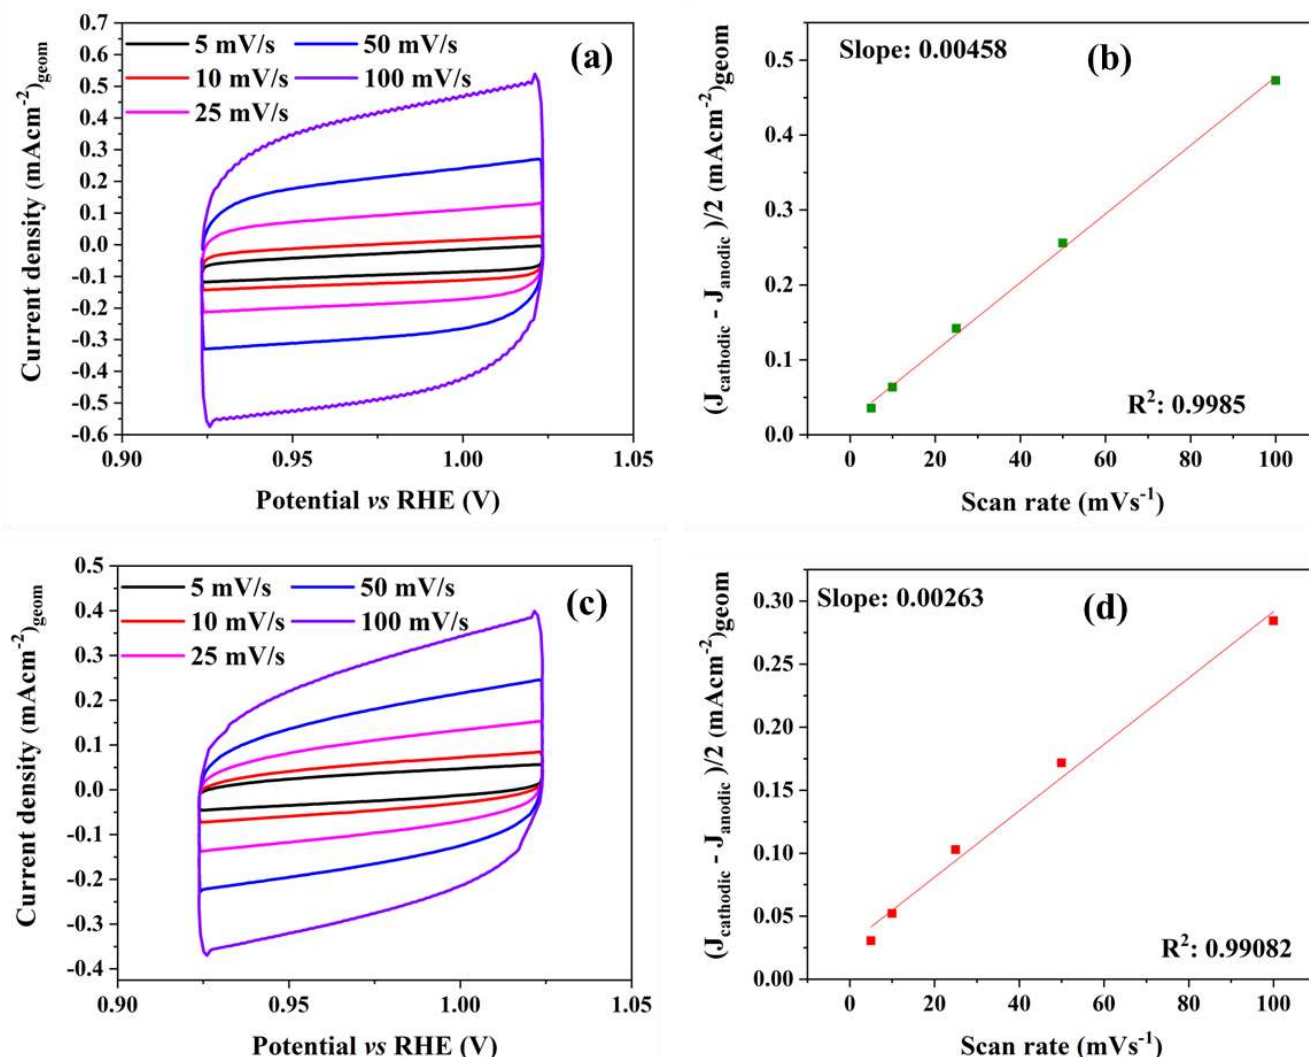 (a)
5 mV/s 50 mV/s
10 mV/s 100 mV/s
25 mV/s
Current density (mAcm⁻²)geom
0.7
0.6
0.5
0.4
0.3
0.2
0.1
0.0
-0.1
-0.2
-0.3
-0.4
-0.5
-0.6
0.90 0.95 1.00 1.05
Potential vs RHE (V)
Slope: 0.00458
(b)
(Jcathodic - Janodic )/2 (mAcm⁻²)geom
0.5
0.4
0.3
0.2
0.1
0.0
R²: 0.9985
0 20 40 60 80 100
Scan rate (mVs⁻¹)
(c)
5 mV/s 50 mV/s
10 mV/s 100 mV/s
25 mV/s
Current density (mAcm⁻²)geom
0.5
0.4
0.3
0.2
0.1
0.0
-0.1
-0.2
-0.3
-0.4
0.90 0.95 1.00 1.05
Potential vs RHE (V)
Slope: 0.00263
(d)
(Jcathodic - Janodic )/2 (mAcm⁻²)geom
0.30
0.25
0.20
0.15
0.10
0.05
0.00
R²: 0.99082
0 20 40 60 80 100
Scan rate (mVs⁻¹)